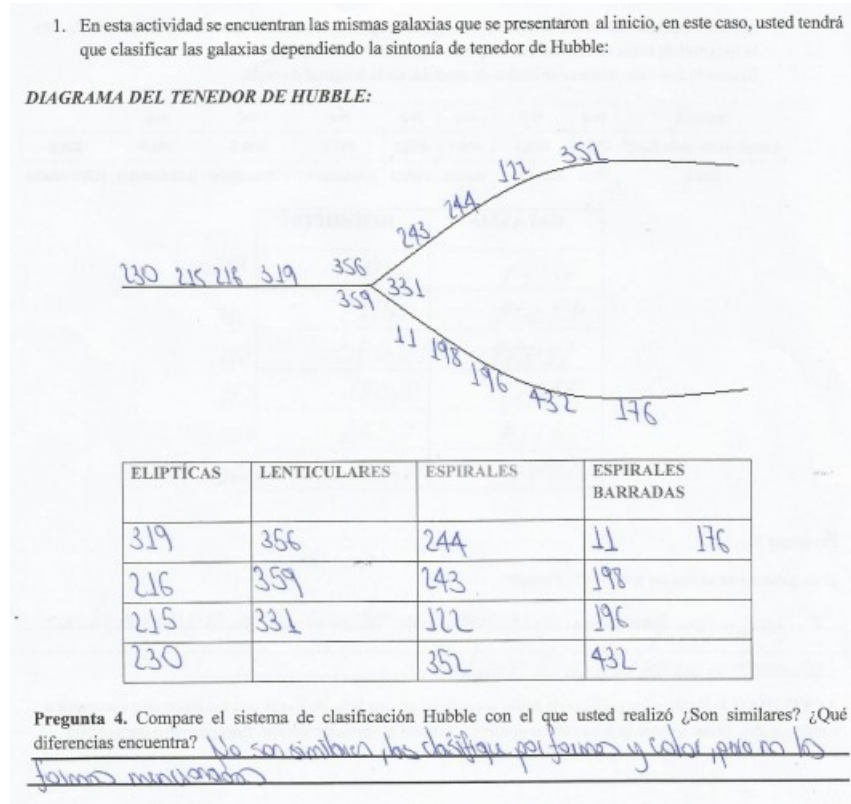 1. En esta actividad se encuentran las mismas galaxias que se presentaron al inicio, en este caso, usted tendrá
que clasificar las galaxias dependiendo la sintonía de tenedor de Hubble:
DIAGRAMA DEL TENEDOR DE HUBBLE:
352
122
244
243
230 215 216 319 356
359 331
11 198
196
432 176
ELIPTÍCAS LENTICULARES ESPIRALES ESPIRALES
BARRADAS
319 356 244 11 176
216 359 243 198
215 331 122 196
230 352 432
Pregunta 4. Compare el sistema de clasificación Hubble con el que usted realizó ¿Son similares? ¿Qué
diferencias encuentra? No son similares, las clasifique por formas y color, pero no las
formas mencionadas